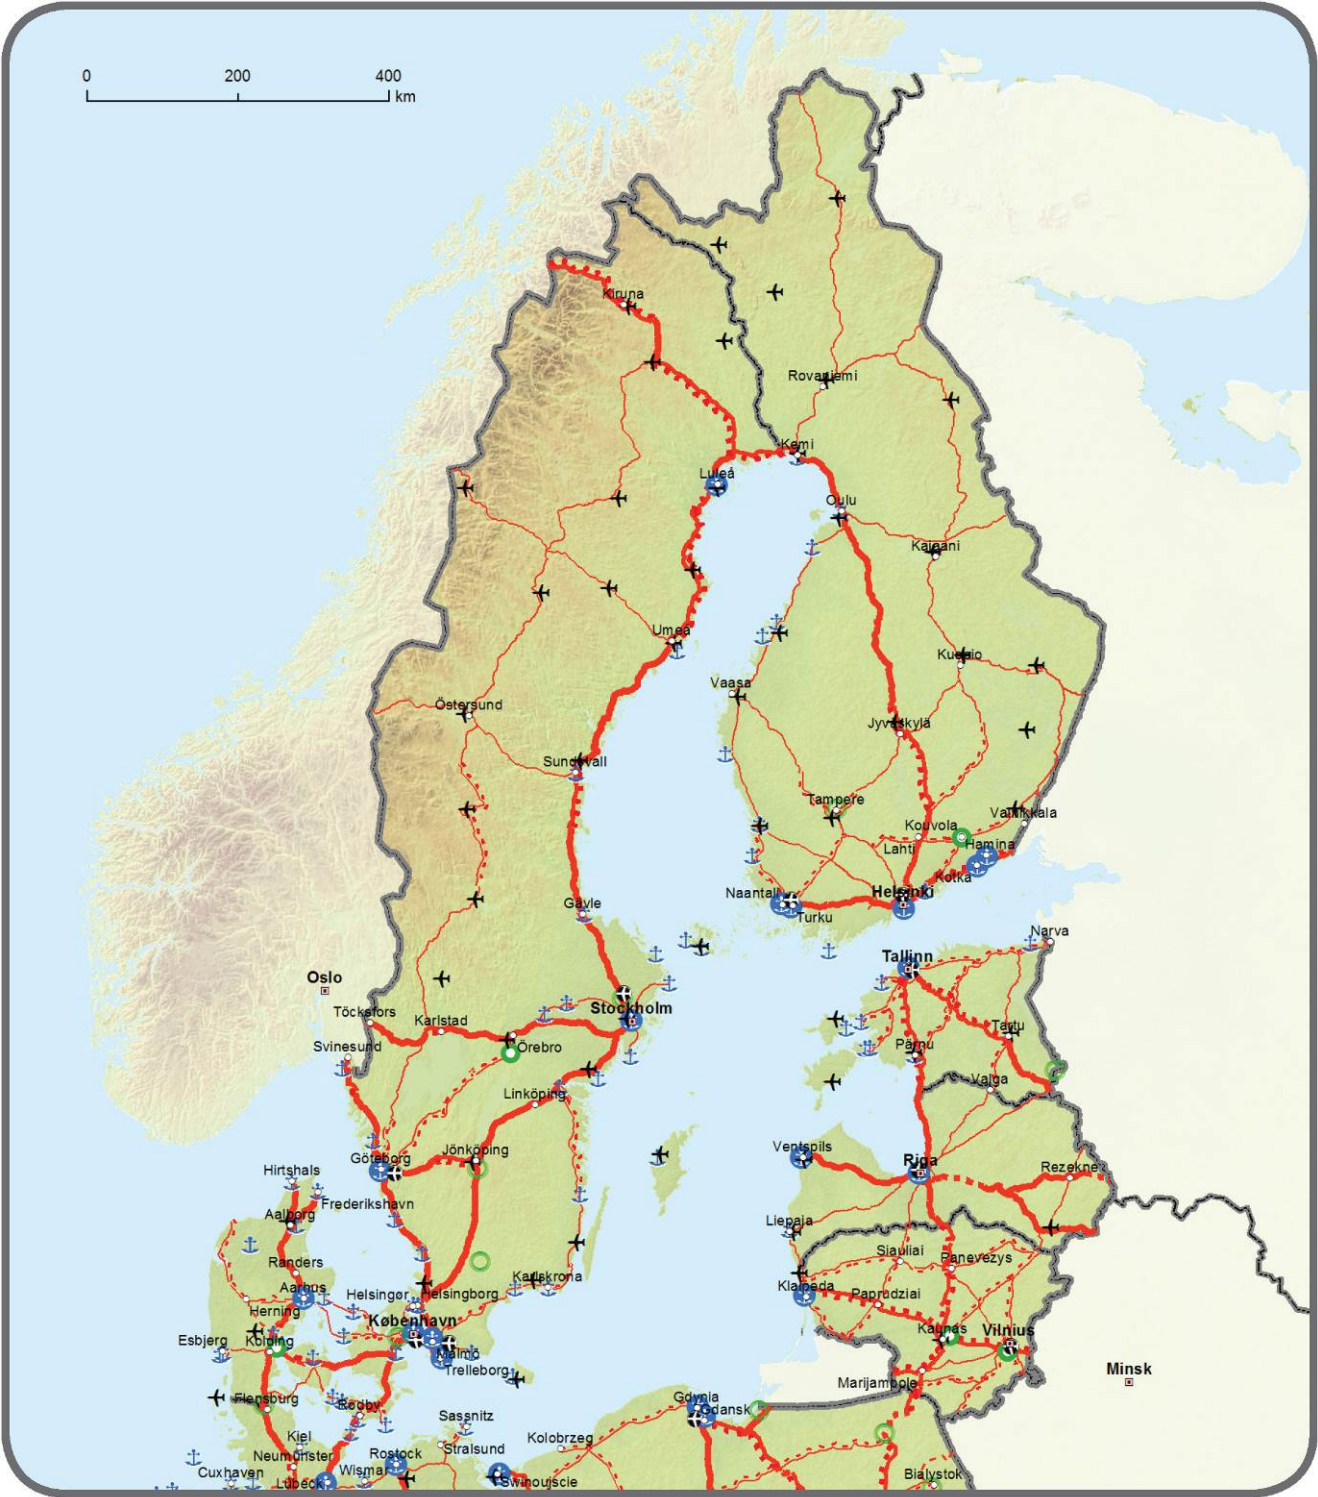 0 200 400
km
Kiruna
Rovaniemi
Kemi
Luleå
Oulu
Kajaani
Umeå
Kuopio
Vaasa
Östersund
Jyväskylä
Sundsvall
Tampere
Vainikkala
Kouvola
Lahti
Hamina
Kotka
Naantali
Helsinki
Turku
Gävle
Narva
Tallinn
Oslo
Töcksfors
Karlstad
Stockholm
Örebro
Tartu
Svinesund
Pärnu
Valga
Linköping
Ventspils
Jönköping
Göteborg
Riga
Rezekne
Hirtshals
Frederikshavn
Aalborg
Liepaja
Siauliai
Panevezys
Randers
Karlskrona
Aarhus
Helsingør
Helsingborg
Klaipeda
Paprudziai
Herning
København
Kaunas
Vilnius
Esbjerg
Kolding
Malmö
Trelleborg
Minsk
Marijampole
Flensburg
Rødby
Gdynia
Gdansk
Sassnitz
Kiel
Stralsund
Kolobrzeg
Neumünster
Rostock
Wismar
Cuxhaven
Lübeck
Swinoujscie
Bialystok